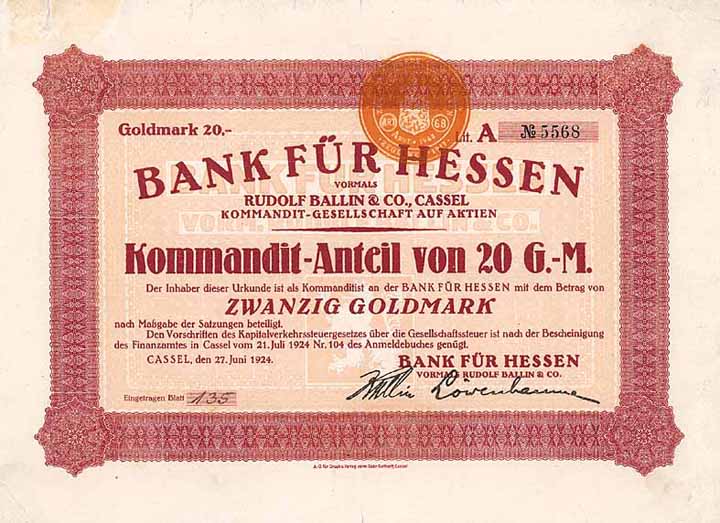 Goldmark 20.-
Lit. A № 5568
ART 68
BANK FÜR HESSEN
VORMALS
RUDOLF BALLIN & CO., CASSEL
KOMMANDIT-GESELLSCHAFT AUF AKTIEN
Kommandit-Anteil von 20 G.-M.
Der Inhaber dieser Urkunde ist als Kommanditist an der BANK FÜR HESSEN mit dem Betrag von
ZWANZIG GOLDMARK
nach Maßgabe der Satzungen beteiligt.
Den Vorschriften des Kapitalverkehrssteuergesetzes über die Gesellschaftssteuer ist nach der Bescheinigung
des Finanzamtes in Cassel vom 21. Juli 1924 Nr. 104 des Anmeldebuches genügt.
CASSEL, den 27. Juni 1924.
BANK FÜR HESSEN
VORMALS RUDOLF BALLIN & CO.
Ballin Löwenbaum
Eingetragen Blatt 135